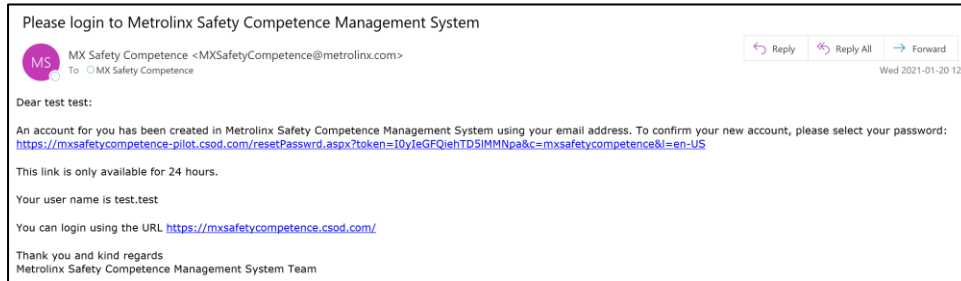 Please login to Metrolinx Safety Competence Management System
MS
MX Safety Competence <MXSafetyCompetence@metrolinx.com>
To MX Safety Competence
Reply
Reply All
Forward
Wed 2021-01-20 12
Dear test test:
An account for you has been created in Metrolinx Safety Competence Management System using your email address. To confirm your new account, please select your password:
https://mxsafetycompetence-pilot.csod.com/resetPasswrd.aspx?token=I0yIeGFQiehTD5lMMNpa&c=mxsafetycompetence&l=en-US
This link is only available for 24 hours.
Your user name is test.test
You can login using the URL https://mxsafetycompetence.csod.com/
Thank you and kind regards
Metrolinx Safety Competence Management System Team